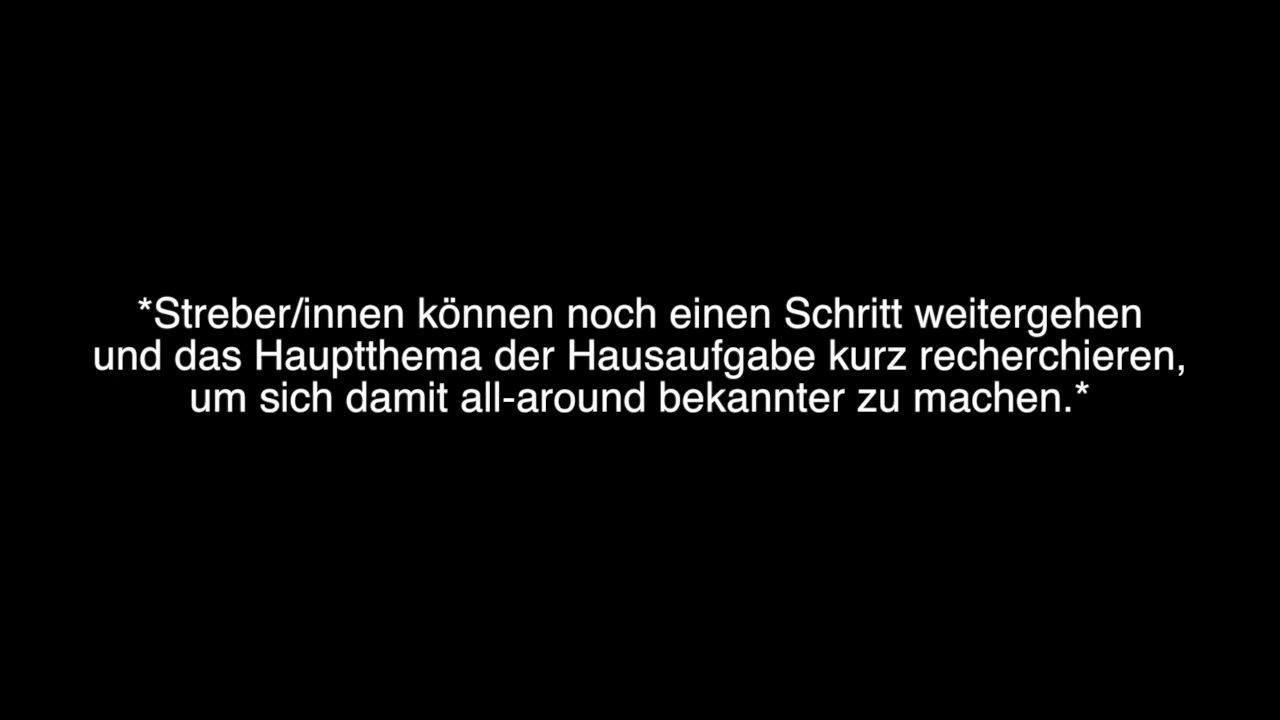 *Streber/innen können noch einen Schritt weitergehen
und das Hauptthema der Hausaufgabe kurz recherchieren,
um sich damit all-around bekannter zu machen.*